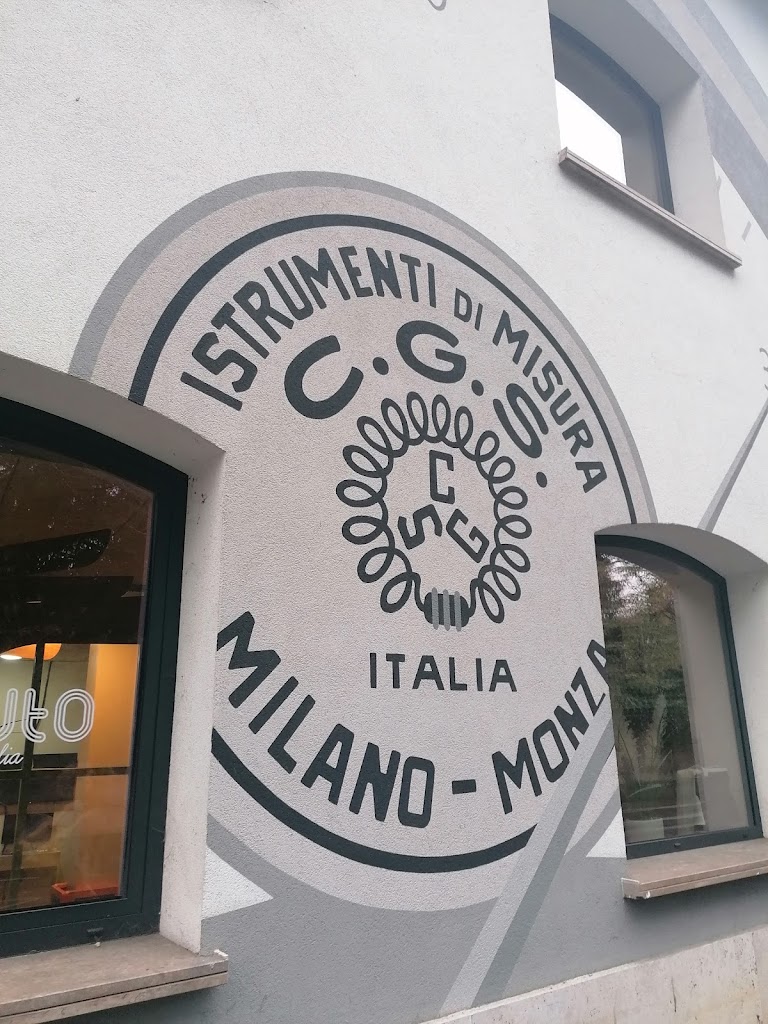 ISTRUMENTI DI MISURA
C.G.S.
C
G
S
ITALIA
MILANO - MONZA